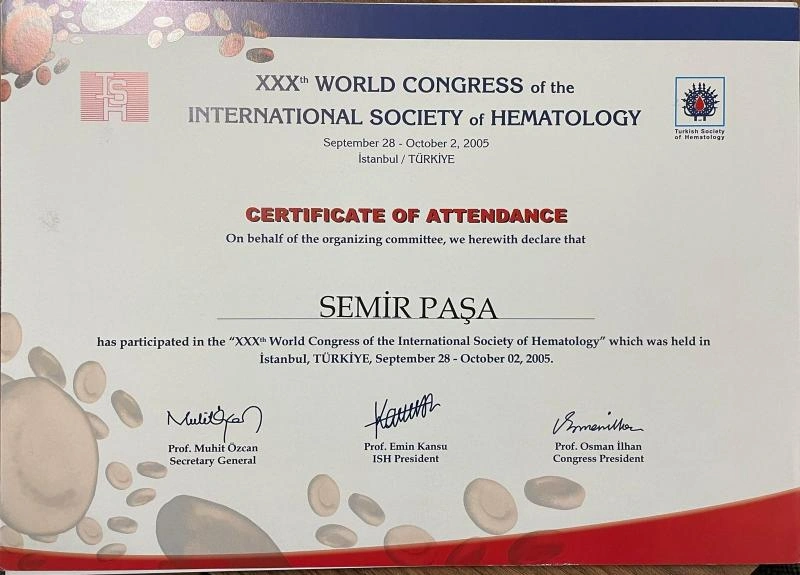 ISH
XXXth WORLD CONGRESS of the
INTERNATIONAL SOCIETY of HEMATOLOGY
September 28 - October 2, 2005
İstanbul / TÜRKİYE
Turkish Society
of Hematology
CERTIFICATE OF ATTENDANCE
On behalf of the organizing committee, we herewith declare that
SEMİR PAŞA
has participated in the “XXXth World Congress of the International Society of Hematology” which was held in
İstanbul, TÜRKİYE, September 28 - October 02, 2005.
Prof. Muhit Özcan
Secretary General
Prof. Emin Kansu
ISH President
Prof. Osman İlhan
Congress President